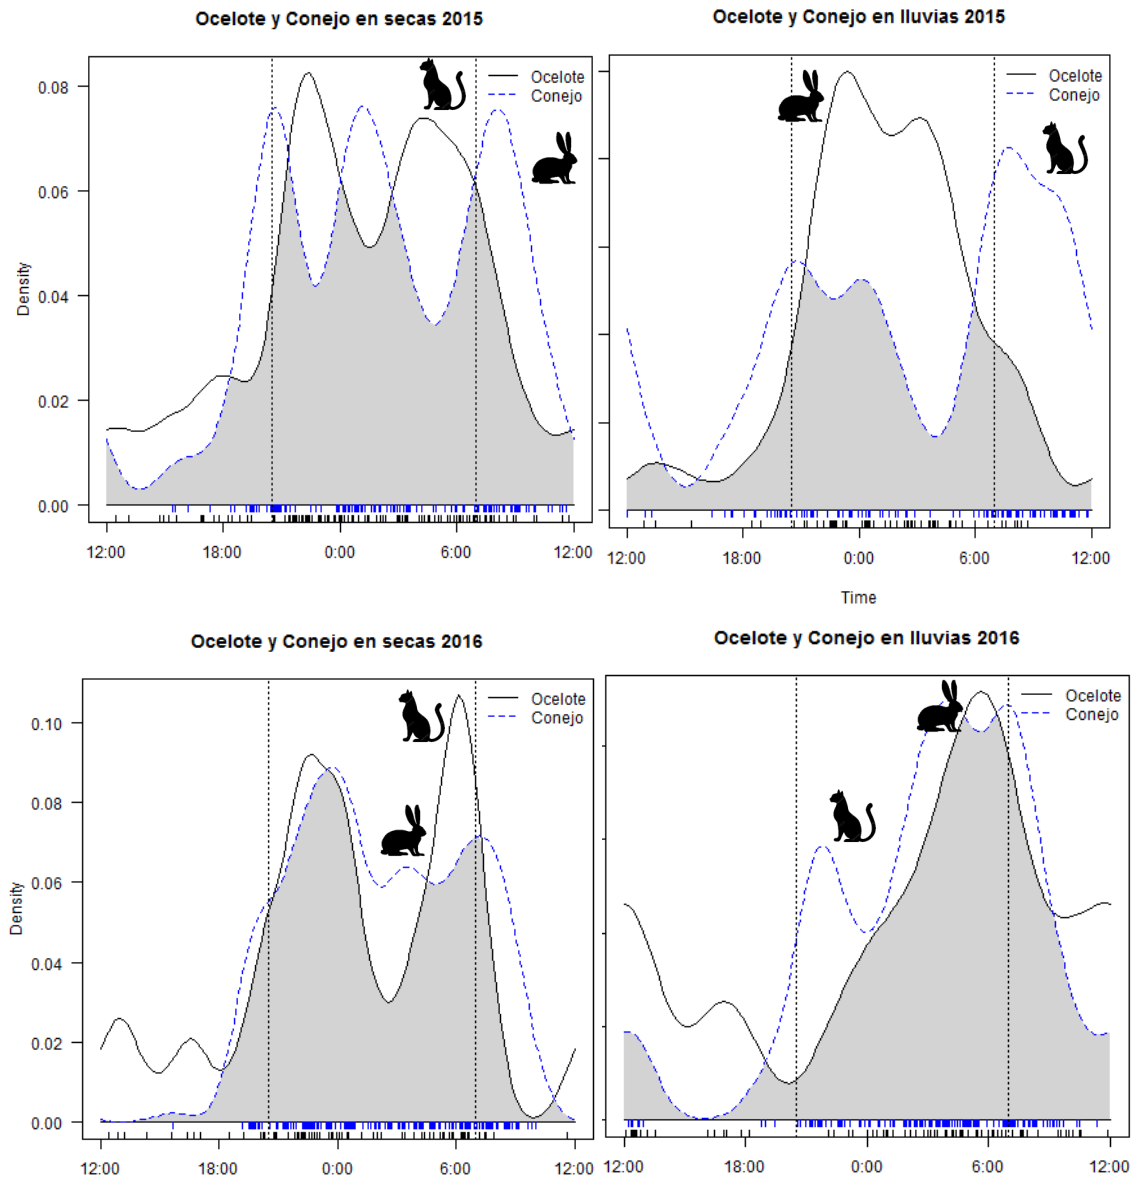 Ocelote y Conejo en secas 2015
Ocelote
Conejo
Density
0.08
0.06
0.04
0.02
0.00
12:00 18:00 0:00 6:00 12:00
Ocelote y Conejo en lluvias 2015
Ocelote
Conejo
12:00 18:00 0:00 6:00 12:00
Time
Ocelote y Conejo en secas 2016
Ocelote
Conejo
Density
0.10
0.08
0.06
0.04
0.02
0.00
12:00 18:00 0:00 6:00 12:00
Ocelote y Conejo en lluvias 2016
Ocelote
Conejo
12:00 18:00 0:00 6:00 12:00